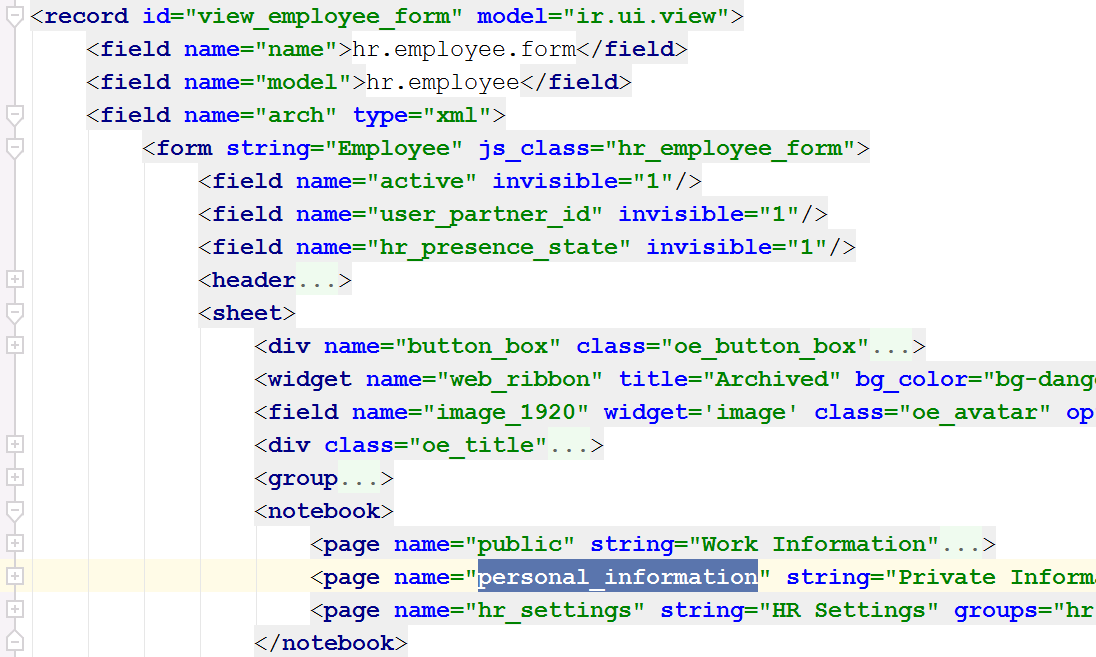 <record id="view_employee_form" model="ir.ui.view">
<field name="name">hr.employee.form</field>
<field name="model">hr.employee</field>
<field name="arch" type="xml">
<form string="Employee" js_class="hr_employee_form">
<field name="active" invisible="1"/>
<field name="user_partner_id" invisible="1"/>
<field name="hr_presence_state" invisible="1"/>
<header...>
<sheet>
<div name="button_box" class="oe_button_box"...>
<widget name="web_ribbon" title="Archived" bg_color="bg-dang
<field name="image_1920" widget='image' class="oe_avatar" op
<div class="oe_title"...>
<group...>
<notebook>
<page name="public" string="Work Information"...>
<page name="personal_information" string="Private Inform
<page name="hr_settings" string="HR Settings" groups="hr
</notebook>